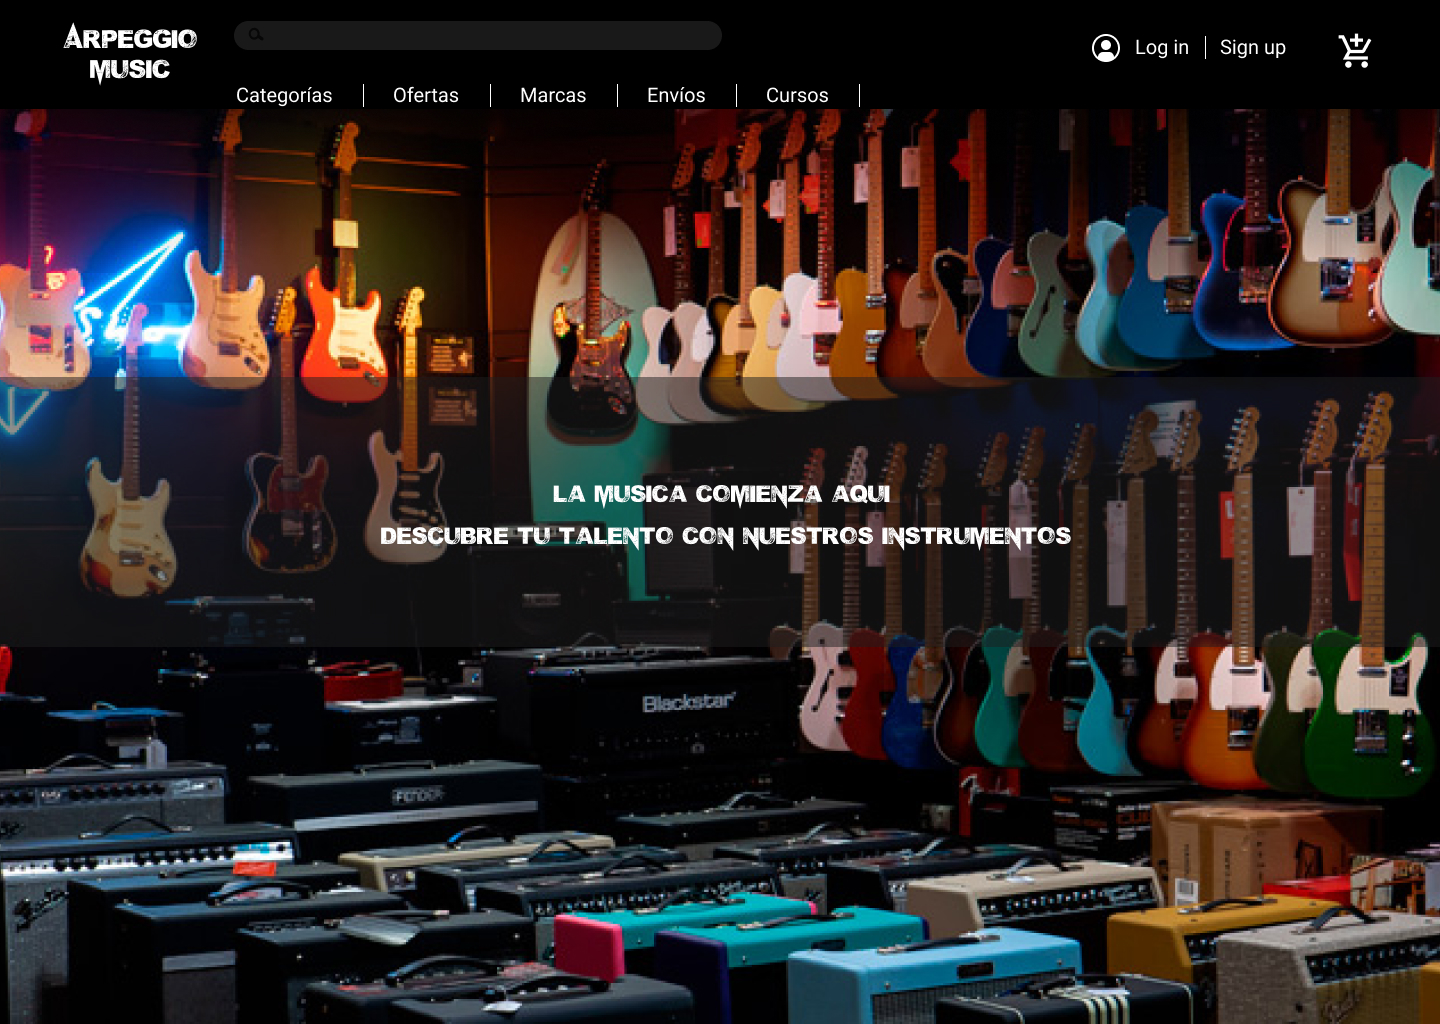 ARPEGGIO
MUSIC
Log in
Sign up
Categorías
Ofertas
Marcas
Envíos
Cursos
LA MUSICA COMIENZA AQUI
DESCUBRE TU TALENTO CON NUESTROS INSTRUMENTOS
Blackstar
FENDER